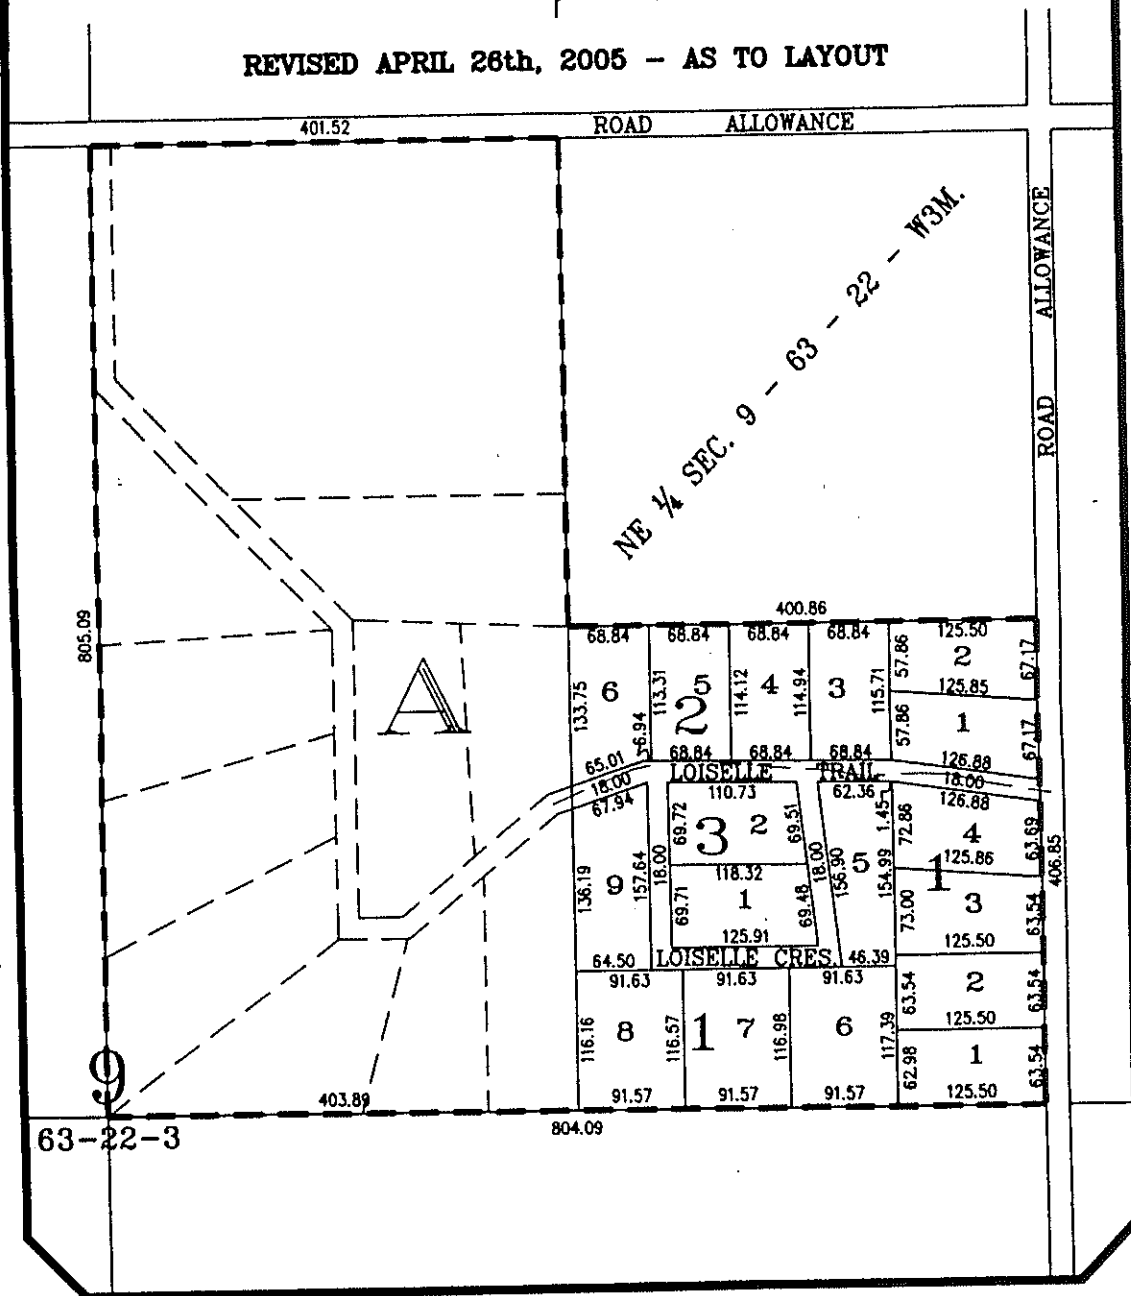 REVISED APRIL 26th, 2005 - AS TO LAYOUT
401.52
ROAD ALLOWANCE
ROAD ALLOWANCE
NE ¼ SEC. 9 - 63 - 22 - W3M.
805.09
A
400.86
68.84 68.84 68.84 68.84 125.50
133.75 6 113.31 5 114.12 4 114.94 3 115.71 57.86 2 67.17
2
125.85
6.94
57.86 1 67.17
68.84 68.84 68.84 126.88
65.01
18.00
67.94
LOISELLE TRAIL
18.00
110.73 62.36 126.88
69.72 3 2 69.51 1.45 72.86 4 63.69
406.85
136.19 9 157.64 18.00 118.32 18.00 156.90 5 154.99 125.86
1
69.71 1 69.48 73.00 3 63.54
125.91 125.50
64.50 LOISELLE CRES. 46.39
91.63 91.63 91.63 63.54 2 63.54
125.50
116.16 8 116.57 1 7 116.98 6 117.39
62.98 1 63.54
91.57 91.57 91.57 125.50
9
403.89
63-22-3
804.09